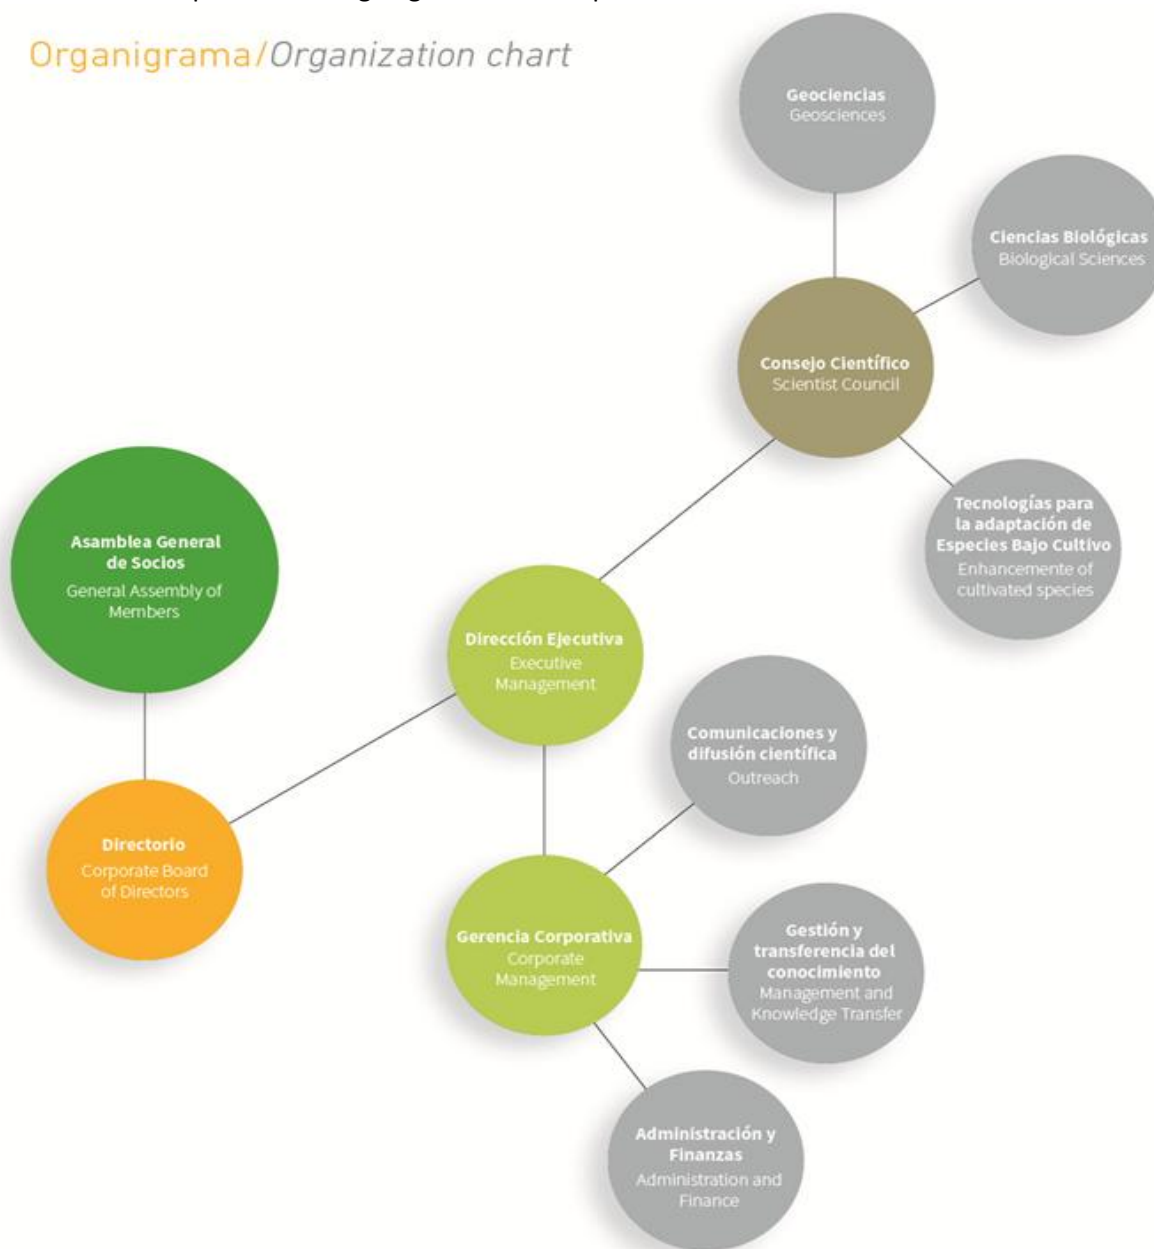 Organigrama/Organization chart
Geociencias
Geosciences
Ciencias Biológicas
Biological Sciences
Consejo Científico
Scientist Council
Tecnologías para
la adaptación de
Especies Bajo Cultivo
Enhancemente of
cultivated species
Asamblea General
de Socios
General Assembly of
Members
Dirección Ejecutiva
Executive
Management
Comunicaciones y
difusión científica
Outreach
Directorio
Corporate Board
of Directors
Gerencia Corporativa
Corporate
Management
Gestión y
transferencia del
conocimiento
Management and
Knowledge Transfer
Administración y
Finanzas
Administration and
Finance